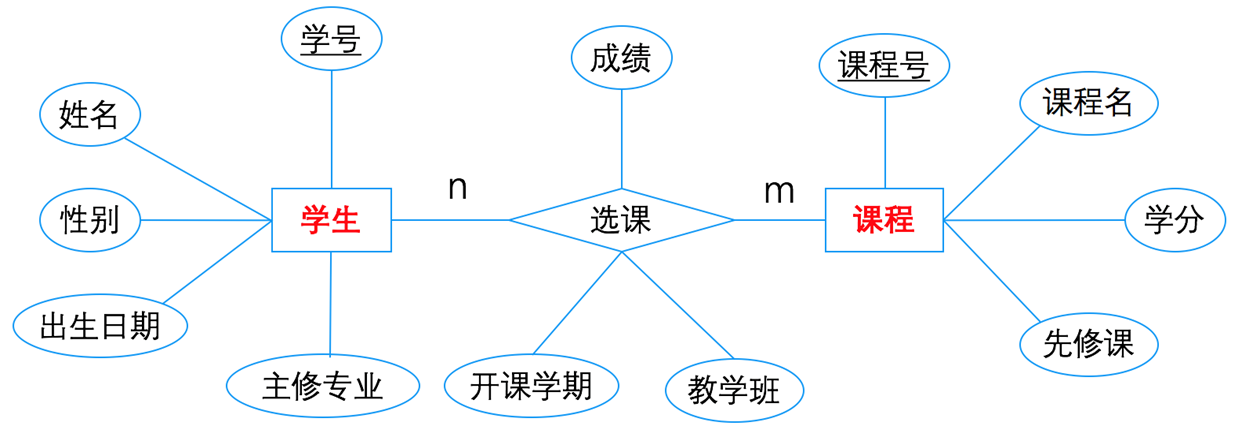 学号
成绩
课程号
课程名
姓名
n
m
性别
学生
选课
课程
学分
出生日期
先修课
主修专业
开课学期
教学班